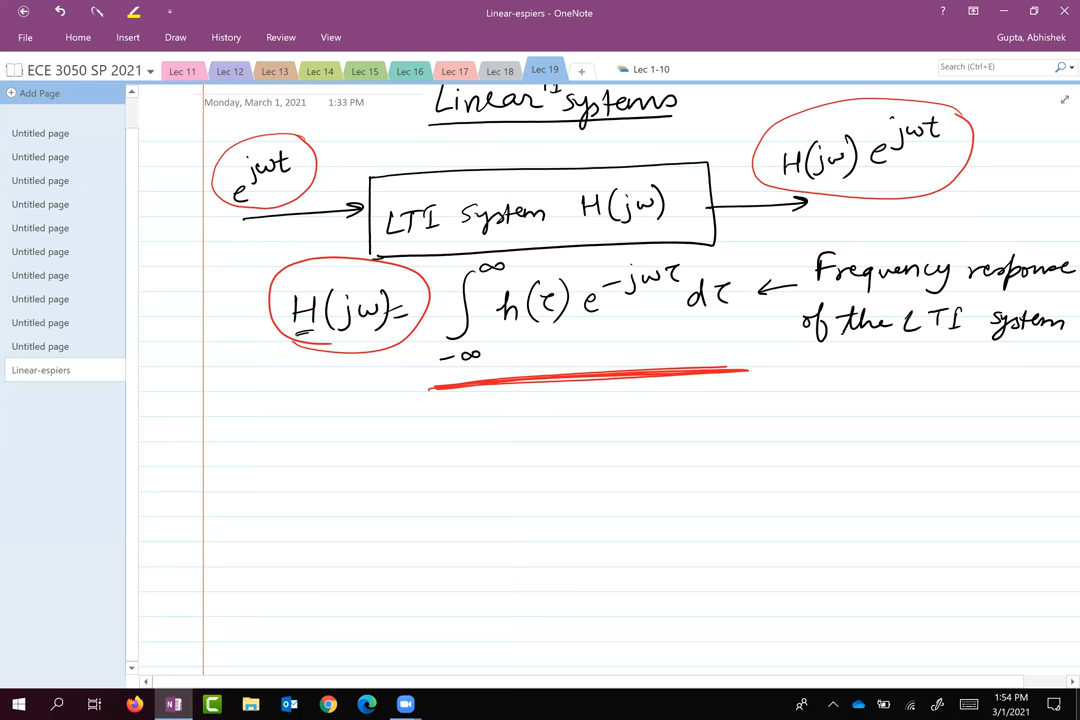 Linear-espiers - OneNote
?
File Home Insert Draw History Review View
Gupta, Abhishek
ECE 3050 SP 2021
Lec 11 Lec 12 Lec 13 Lec 14 Lec 15 Lec 16 Lec 17 Lec 18 Lec 19 + Lec 1-10
Search (Ctrl+E)
Add Page
Untitled page
Untitled page
Untitled page
Untitled page
Untitled page
Untitled page
Untitled page
Untitled page
Untitled page
Untitled page
Linear-espiers
Monday, March 1, 2021 1:33 PM
Linear TI systems
e^{jωt}
LTI system H(jω)
H(jω) e^{jωt}
H(jω) = ∫_{-∞}^{∞} h(τ) e^{-jωτ} dτ ← Frequency response
of the LTI system
1:54 PM
3/1/2021